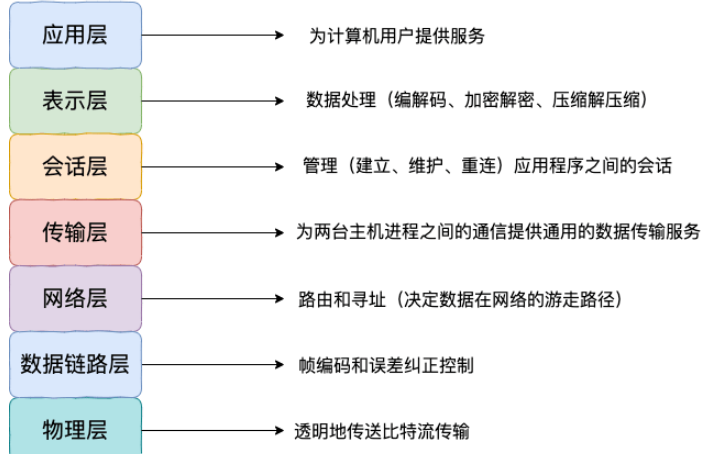 应用层
为计算机用户提供服务
表示层
数据处理（编解码、加密解密、压缩解压缩）
会话层
管理（建立、维护、重连）应用程序之间的会话
传输层
为两台主机进程之间的通信提供通用的数据传输服务
网络层
路由和寻址（决定数据在网络的游走路径）
数据链路层
帧编码和误差纠正控制
物理层
透明地传送比特流传输